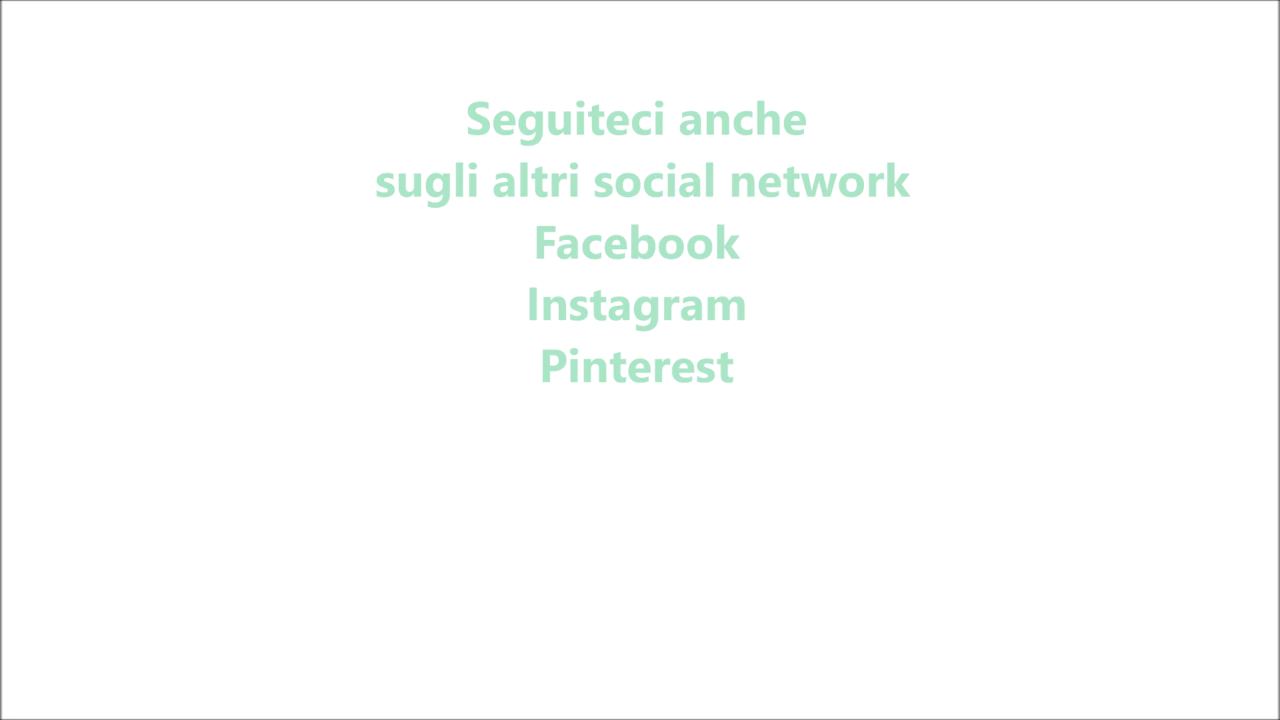 Seguiteci anche
sugli altri social network
Facebook
Instagram
Pinterest